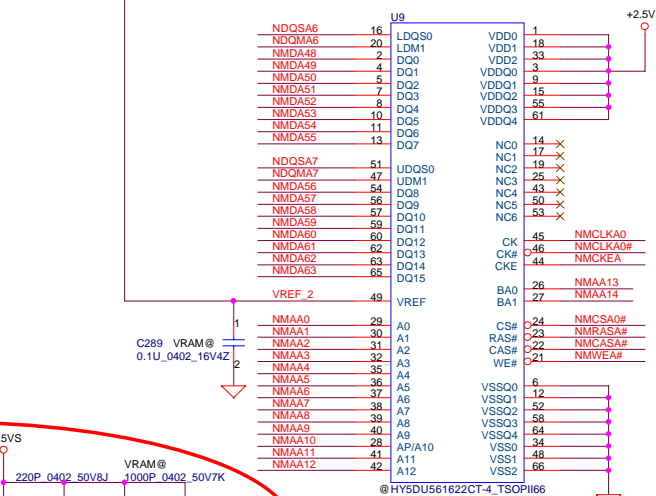 U9
+2.5V
NDQSA6 16 LDQS0 VDD0 1
NDQMA6 20 LDM1 VDD1 18
NMDA48 2 DQ0 VDD2 33
NMDA49 4 DQ1 VDDQ0 3
NMDA50 5 DQ2 VDDQ1 9
NMDA51 7 DQ3 VDDQ2 15
NMDA52 8 DQ4 VDDQ3 55
NMDA53 10 DQ5 VDDQ4 61
NMDA54 11 DQ6
NMDA55 13 DQ7 NC0 14
NC1 17
NDQSA7 51 UDQS0 NC2 19
NDQMA7 47 UDM1 NC3 25
NMDA56 54 DQ8 NC4 43
NMDA57 56 DQ9 NC5 50
NMDA58 57 DQ10 NC6 53
NMDA59 59 DQ11
NMDA60 60 DQ12 CK 45 NMCLKA0
NMDA61 62 DQ13 CK# 46 NMCLKA0#
NMDA62 63 DQ14 CKE 44 NMCKEA
NMDA63 65 DQ15
BA0 26 NMAA13
VREF_2 49 VREF BA1 27 NMAA14
NMAA0 29 A0 CS# 24 NMCSA0#
NMAA1 30 A1 RAS# 23 NMRASA#
NMAA2 31 A2 CAS# 22 NMCASA#
NMAA3 32 A3 WE# 21 NMWEA#
NMAA4 35 A4
NMAA5 36 A5 VSSQ0 6
NMAA6 37 A6 VSSQ1 12
NMAA7 38 A7 VSSQ2 52
NMAA8 39 A8 VSSQ3 58
NMAA9 40 A9 VSSQ4 64
NMAA10 28 AP/A10 VSS0 34
NMAA11 41 A11 VSS1 48
NMAA12 42 A12 VSS2 66
@HY5DU561622CT-4_TSOPII66
1
C289 VRAM@
0.1U_0402_16V4Z
2
5VS
VRAM@
220P_0402_50V8J 1000P_0402_50V7K